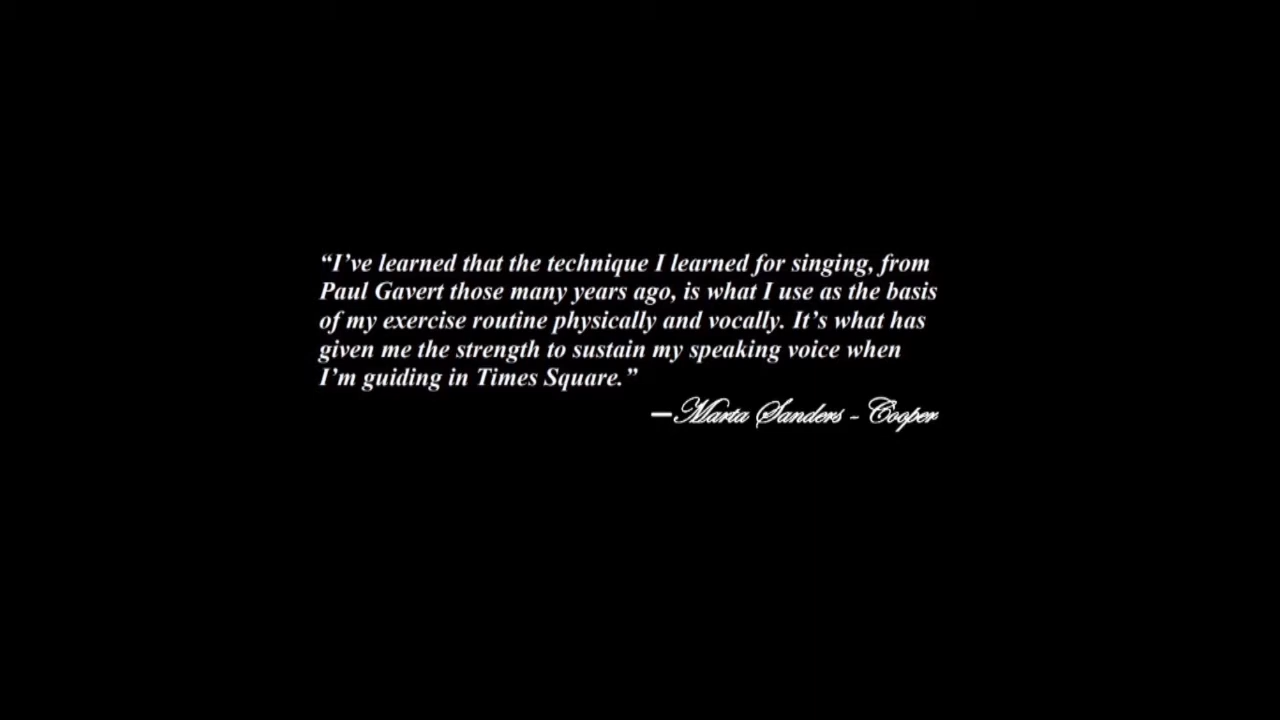 “I’ve learned that the technique I learned for singing, from
Paul Gavert those many years ago, is what I use as the basis
of my exercise routine physically and vocally. It’s what has
given me the strength to sustain my speaking voice when
I’m guiding in Times Square.”
—Marta Sanders - Cooper